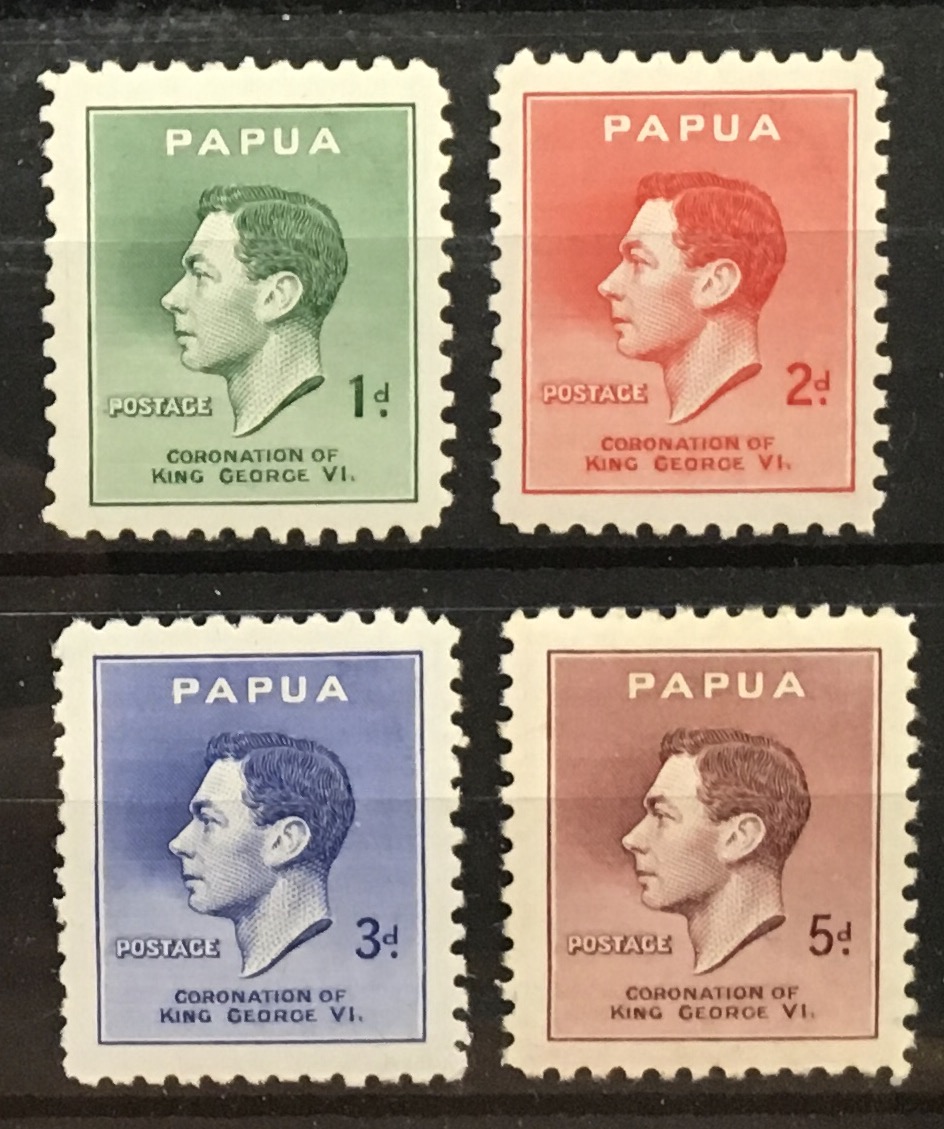 PAPUA
POSTAGE 1d.
CORONATION OF
KING GEORGE VI.
PAPUA
POSTAGE 2d.
CORONATION OF
KING GEORGE VI.
PAPUA
POSTAGE 3d.
CORONATION OF
KING GEORGE VI.
PAPUA
POSTAGE 5d.
CORONATION OF
KING GEORGE VI.